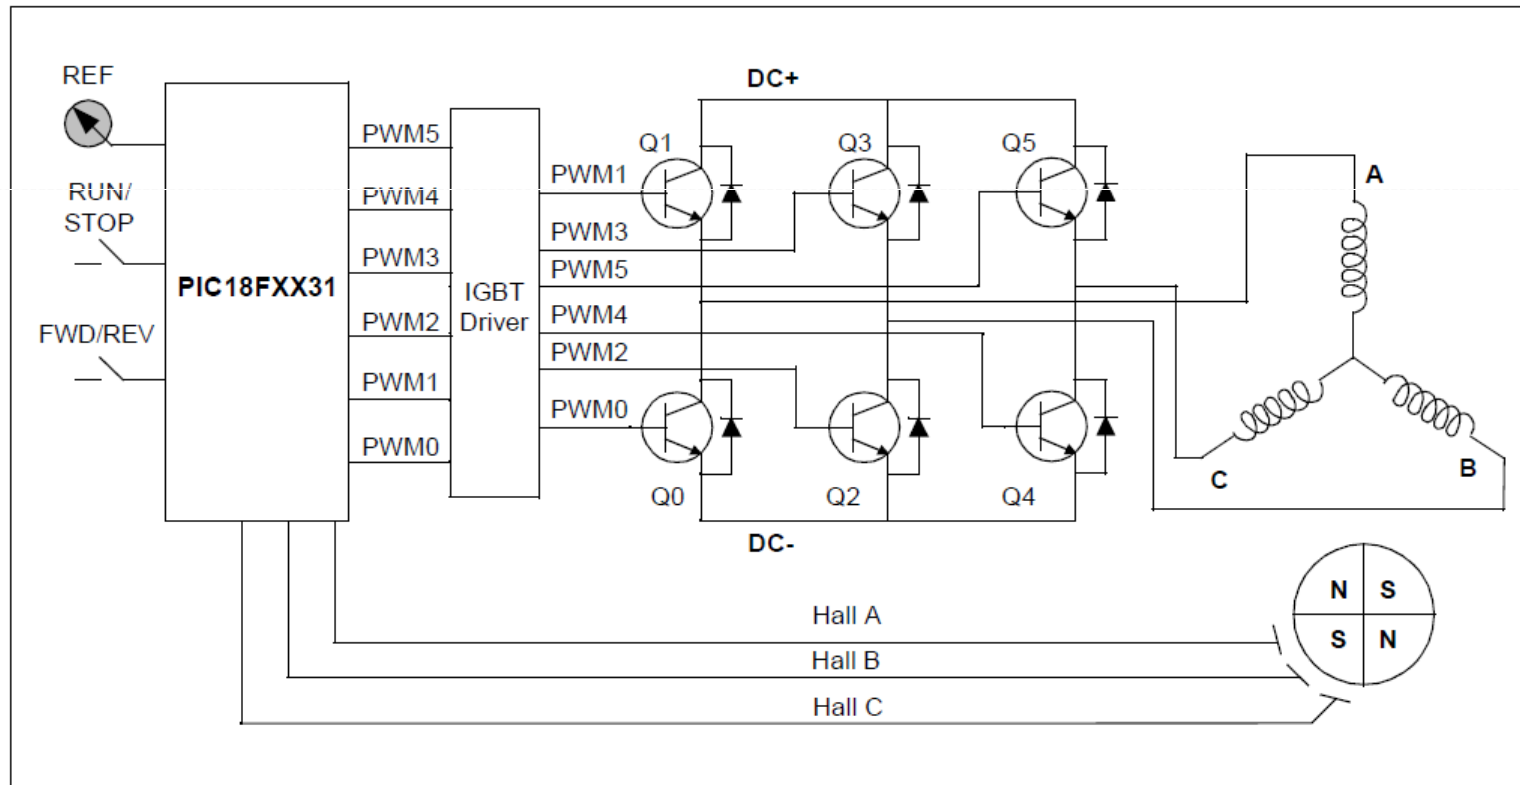 REF
RUN/
STOP
FWD/REV
PIC18FXX31
PWM5
PWM4
PWM3
PWM2
PWM1
PWM0
IGBT
Driver
PWM1
PWM3
PWM5
PWM4
PWM2
PWM0
DC+
Q1
Q3
Q5
Q0
Q2
Q4
DC-
A
C
B
N S
S N
Hall A
Hall B
Hall C